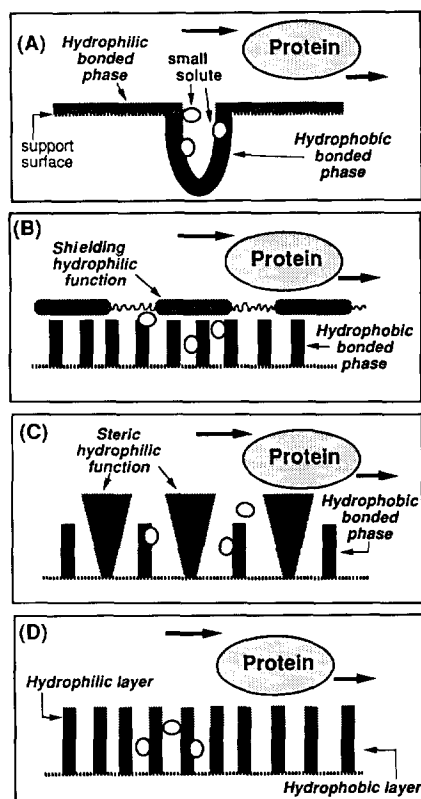 (A)
Hydrophilic
bonded
phase
small
solute
Protein
support
surface
Hydrophobic
bonded
phase
(B)
Shielding
hydrophilic
function
Protein
Hydrophobic
bonded
phase
(C)
Steric
hydrophilic
function
Protein
Hydrophobic
bonded
phase
(D)
Protein
Hydrophilic layer
Hydrophobic layer